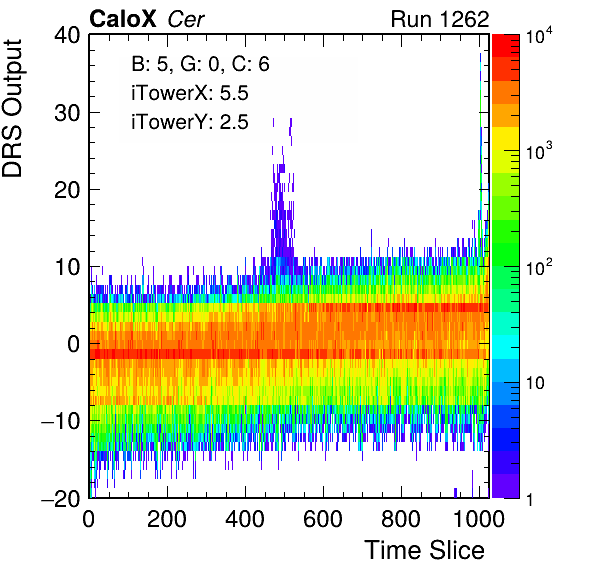 CaloX Cer Run 1262
B: 5, G: 0, C: 6
iTowerX: 5.5
iTowerY: 2.5
DRS Output
40
30
20
10
0
−10
−20
0 200 400 600 800 1000
Time Slice
10^4
10^3
10^2
10
1